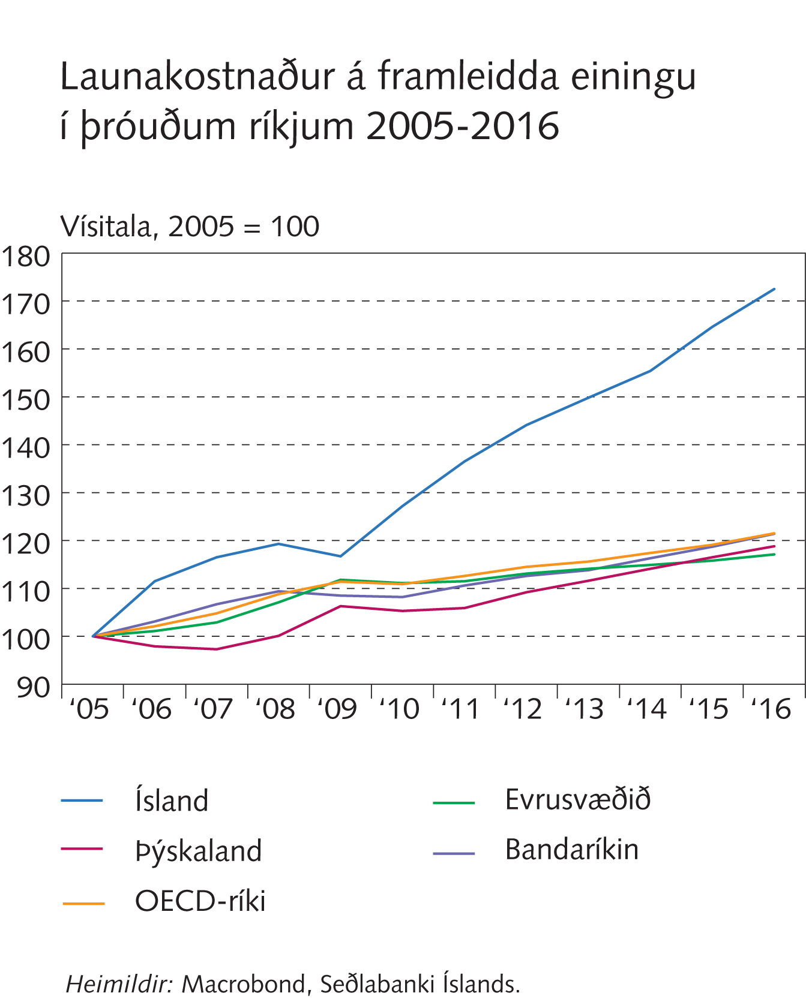 Launakostnaður á framleidda einingu
í þróuðum ríkjum 2005-2016
Vísitala, 2005 = 100
180
170
160
150
140
130
120
110
100
90
‘05 ‘06 ‘07 ‘08 ‘09 ‘10 ‘11 ‘12 ‘13 ‘14 ‘15 ‘16
Ísland
Þýskaland
OECD-ríki
Evrusvæðið
Bandaríkin
Heimildir: Macrobond, Seðlabanki Íslands.